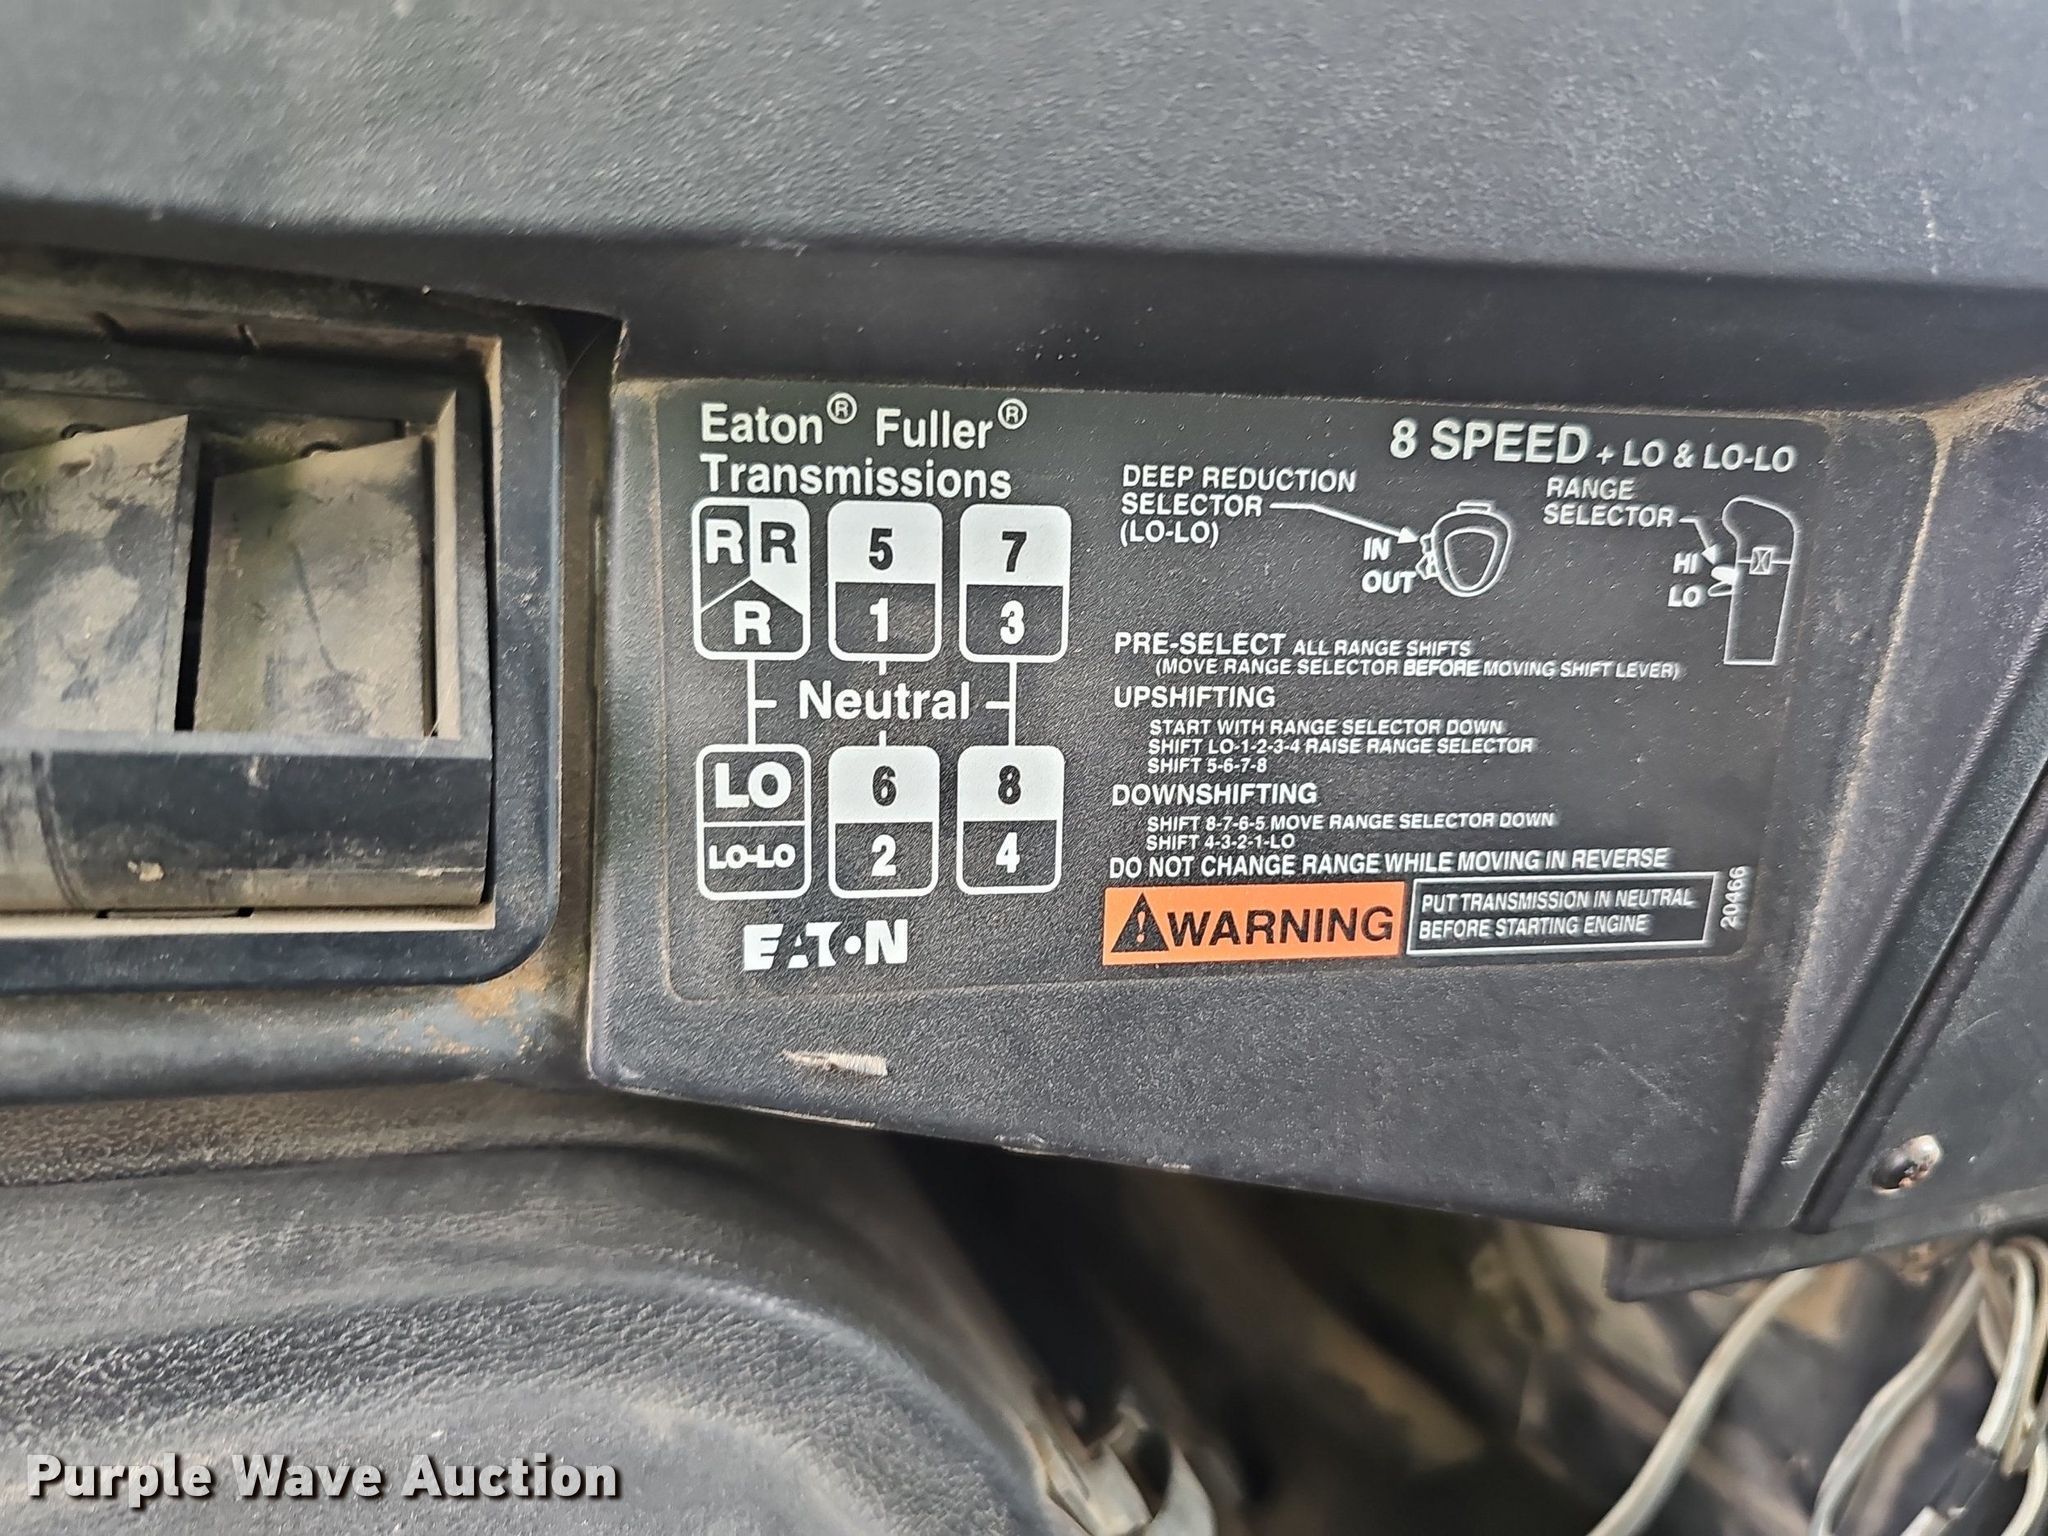 Eaton® Fuller®
Transmissions
R R
R
5
1
7
3
Neutral
LO
LO-LO
6
2
8
4
EATON
8 SPEED + LO & LO-LO
DEEP REDUCTION
SELECTOR
(LO-LO)
IN
OUT
RANGE
SELECTOR
HI
LO
PRE-SELECT ALL RANGE SHIFTS
(MOVE RANGE SELECTOR BEFORE MOVING SHIFT LEVER)
UPSHIFTING
START WITH RANGE SELECTOR DOWN
SHIFT LO-1-2-3-4 RAISE RANGE SELECTOR
SHIFT 5-6-7-8
DOWNSHIFTING
SHIFT 8-7-6-5 MOVE RANGE SELECTOR DOWN
SHIFT 4-3-2-1-LO
DO NOT CHANGE RANGE WHILE MOVING IN REVERSE
WARNING
PUT TRANSMISSION IN NEUTRAL
BEFORE STARTING ENGINE
20466
Purple Wave Auction